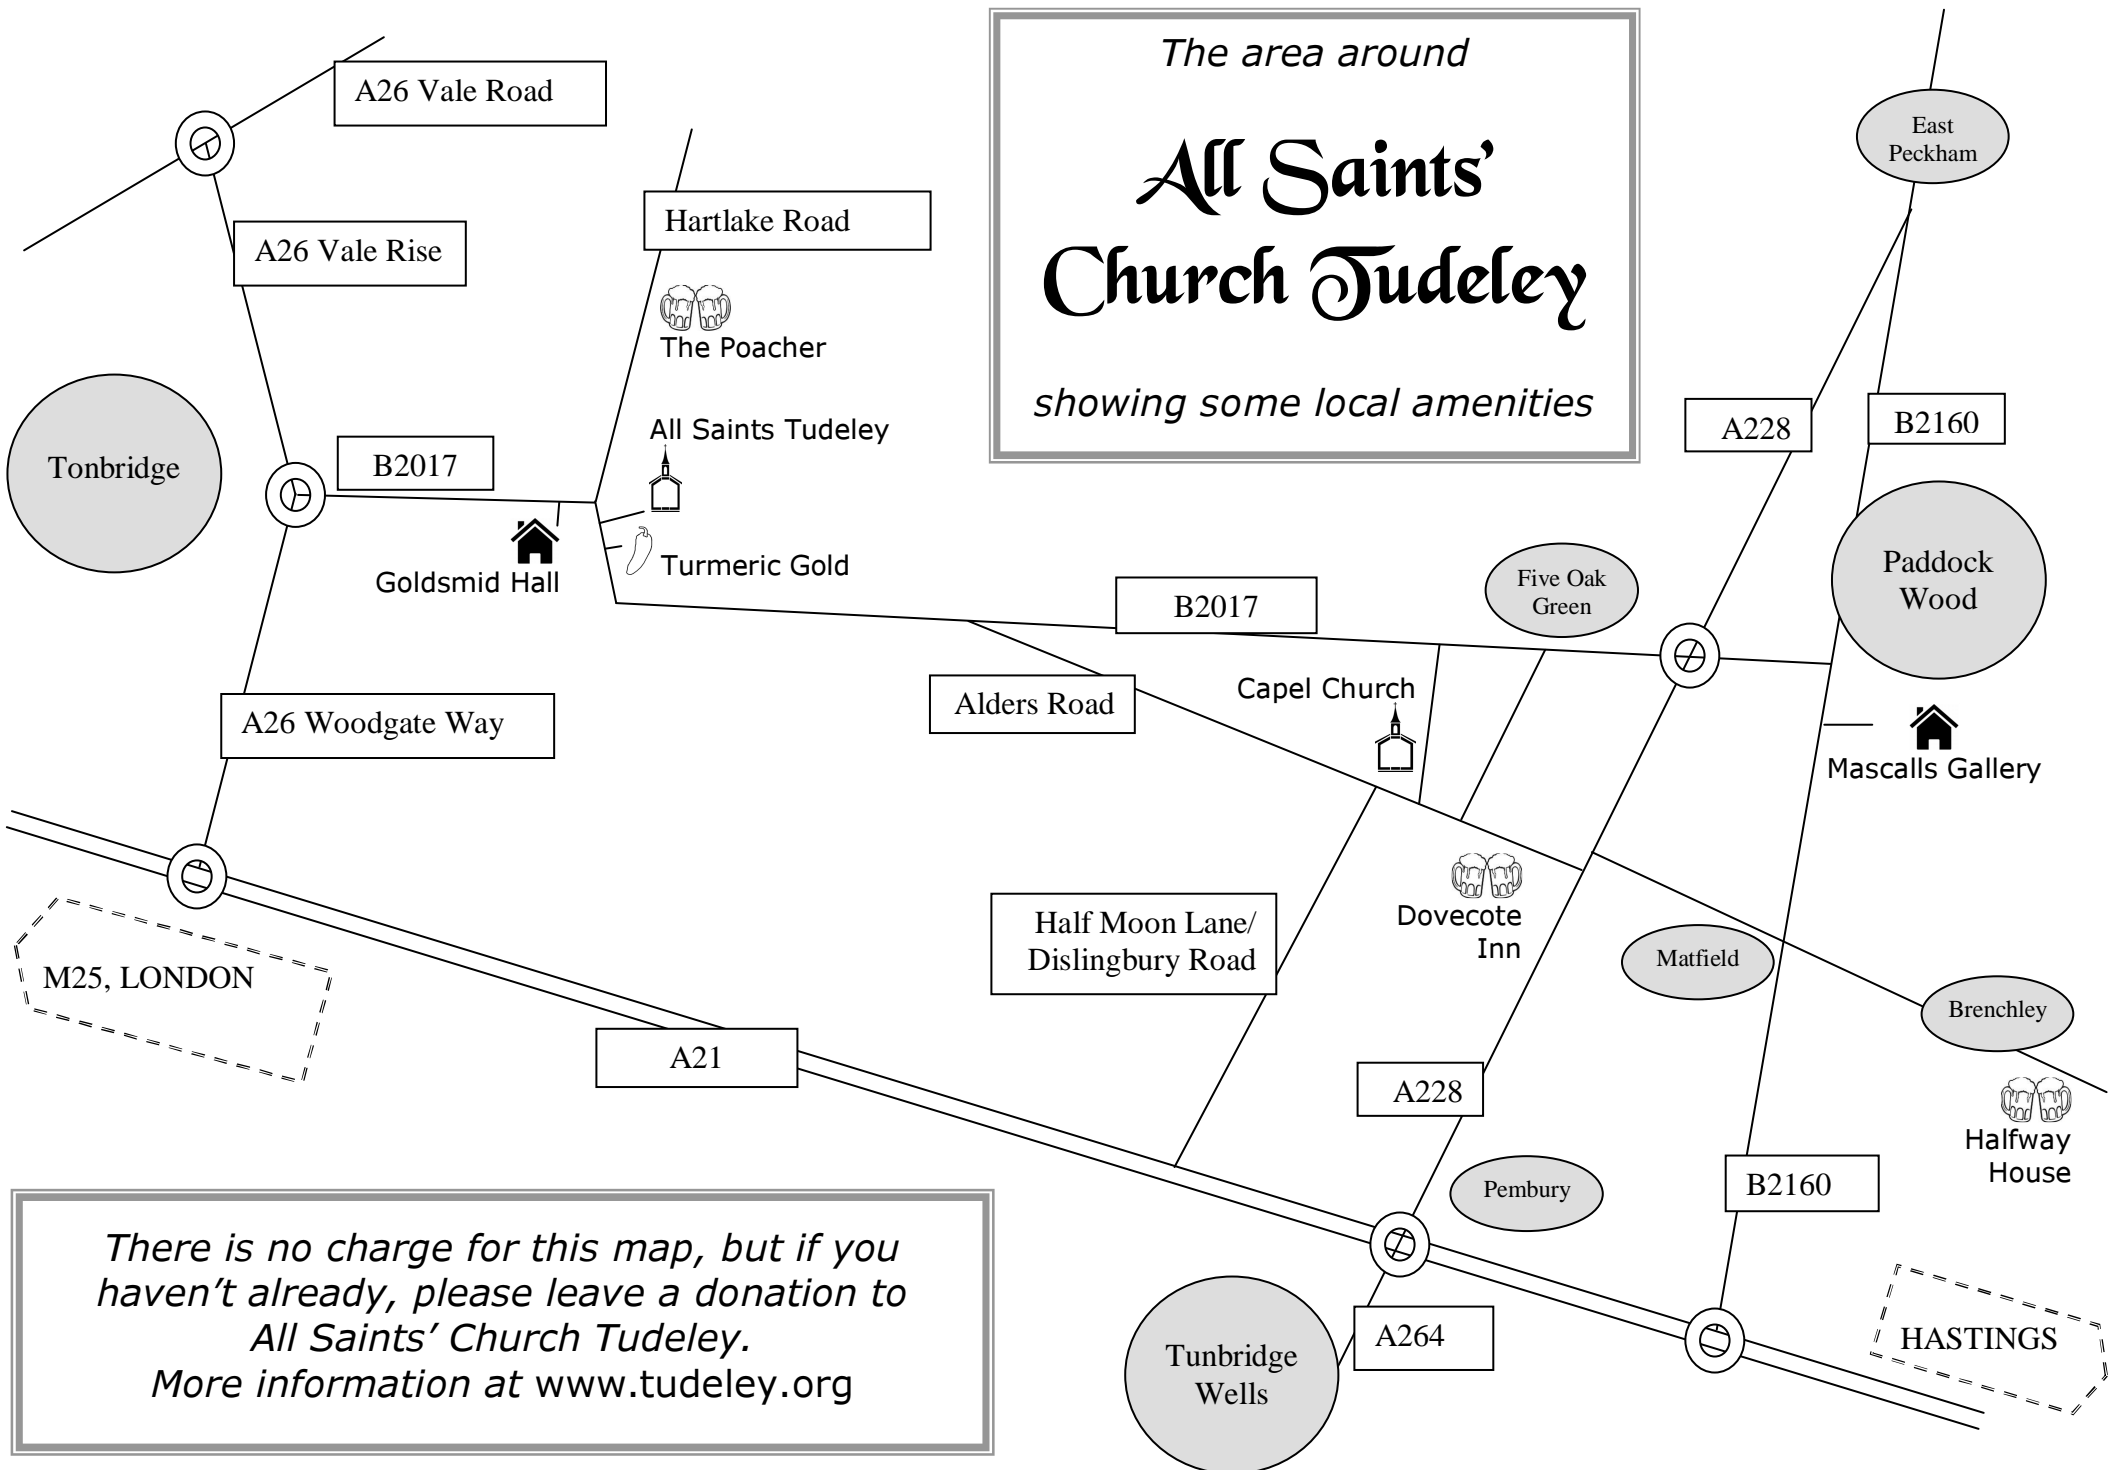 The area around
All Saints'
Church Tudeley
showing some local amenities
A26 Vale Road
East
Peckham
Hartlake Road
A26 Vale Rise
The Poacher
A228
B2160
All Saints Tudeley
Tonbridge
B2017
Paddock
Wood
Turmeric Gold
Goldsmid Hall
B2017
Five Oak
Green
Alders Road
Capel Church
A26 Woodgate Way
Mascalls Gallery
Half Moon Lane/
Dislingbury Road
Dovecote
Inn
Matfield
M25, LONDON
Brenchley
A21
A228
Halfway
House
Pembury
B2160
There is no charge for this map, but if you
haven't already, please leave a donation to
All Saints' Church Tudeley.
More information at www.tudeley.org
Tunbridge
Wells
A264
HASTINGS